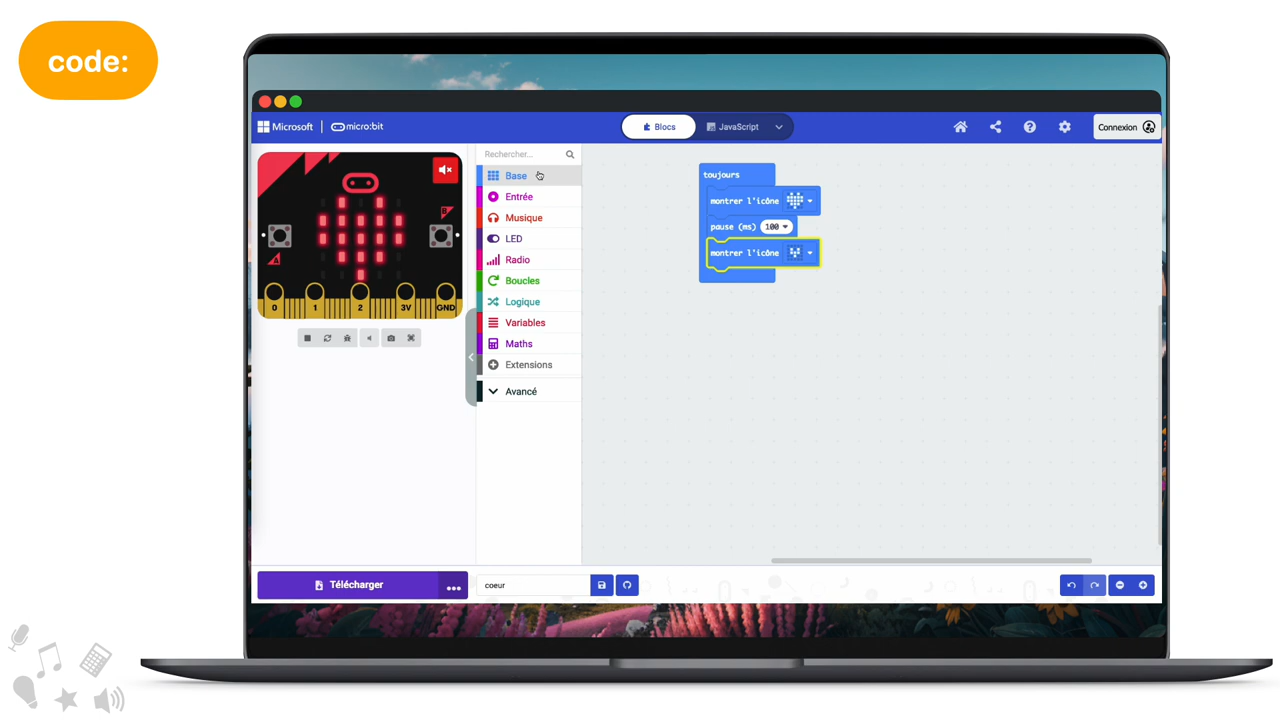 code:
Microsoft
micro:bit
Blocs
JavaScript
Connexion
A
B
0
1
2
3V
GND
Rechercher...
Base
Entrée
Musique
LED
Radio
Boucles
Logique
Variables
Maths
Extensions
Avancé
toujours
montrer l'icône
pause (ms) 100
montrer l'icône
Télécharger
...
coeur